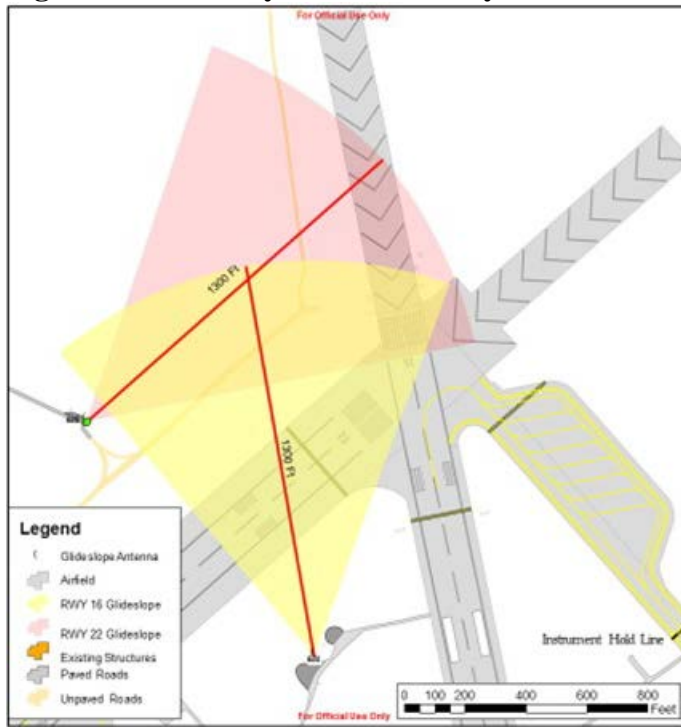 For Official Use Only
1300 Ft
1300 Ft
Legend
Glideslope Antenna
Airfield
RWY 16 Glideslope
RWY 22 Glideslope
Existing Structures
Paved Roads
Unpaved Roads
Instrument Hold Line
0 100 200 400 600 800
Feet
For Official Use Only